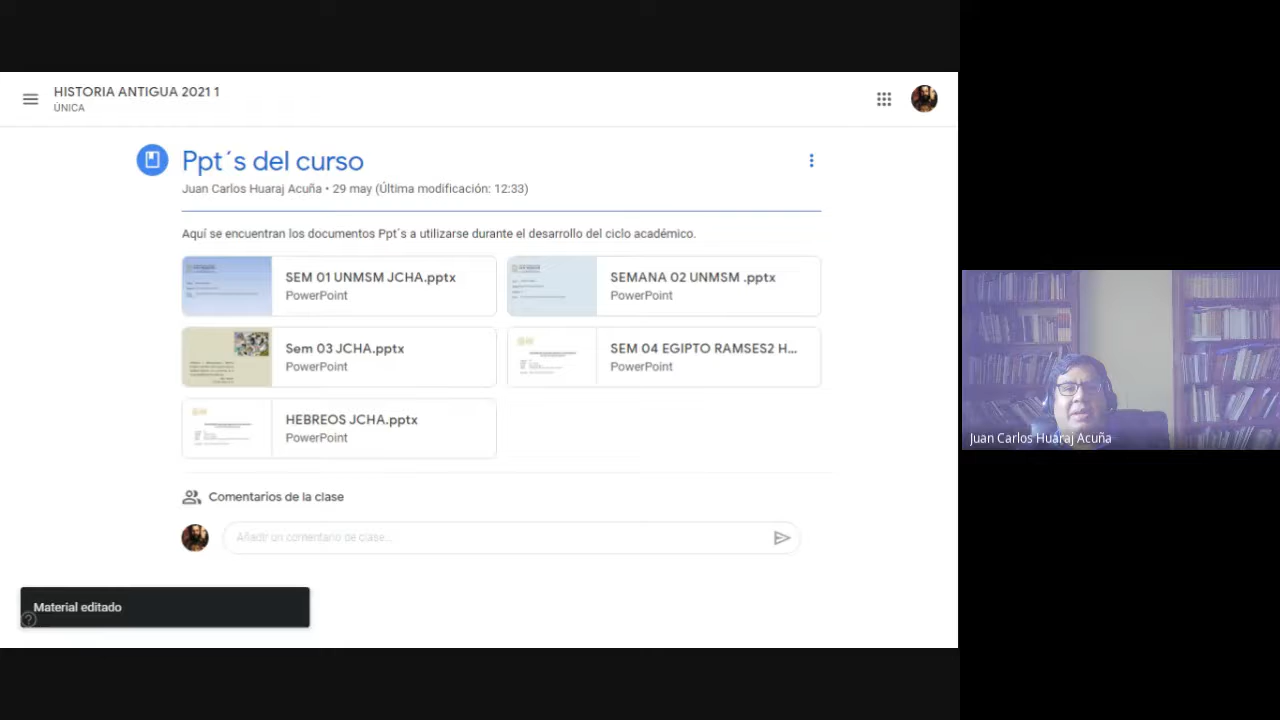 HISTORIA ANTIGUA 2021 1
ÚNICA
Ppt´s del curso
Juan Carlos Huaraj Acuña • 29 may (Última modificación: 12:33)
Aquí se encuentran los documentos Ppt´s a utilizarse durante el desarrollo del ciclo académico.
SEM 01 UNMSM JCHA.pptx
PowerPoint
SEMANA 02 UNMSM .pptx
PowerPoint
Sem 03 JCHA.pptx
PowerPoint
SEM 04 EGIPTO RAMSES2 H...
PowerPoint
HEBREOS JCHA.pptx
PowerPoint
Comentarios de la clase
Añadir un comentario de clase...
Material editado
Juan Carlos Huaraj Acuña